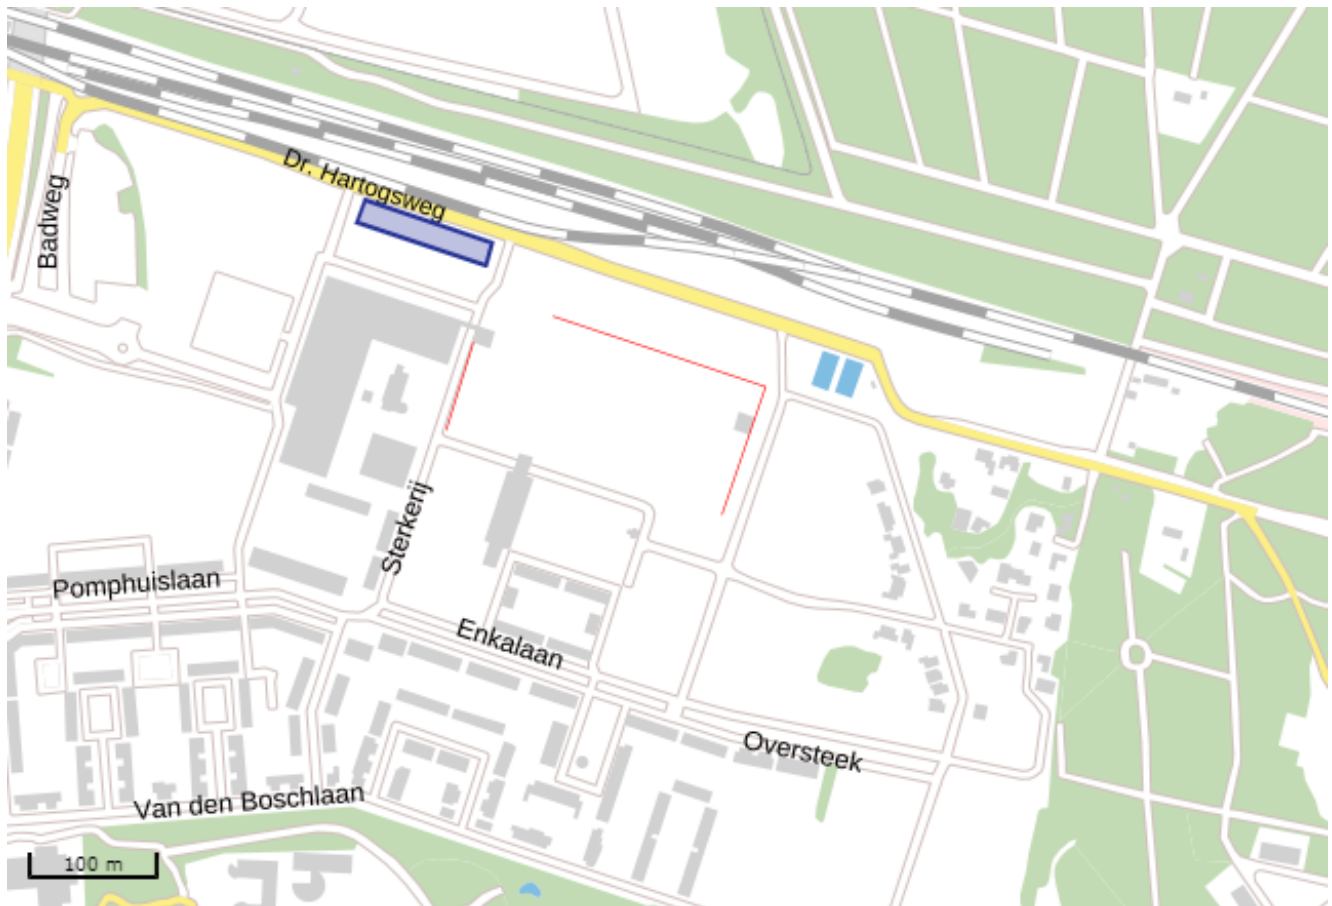 Dr. Hartogsweg
Badweg
Sterkerij
Pomphuislaan
Enkalaan
Oversteek
Van den Boschlaan
100 m